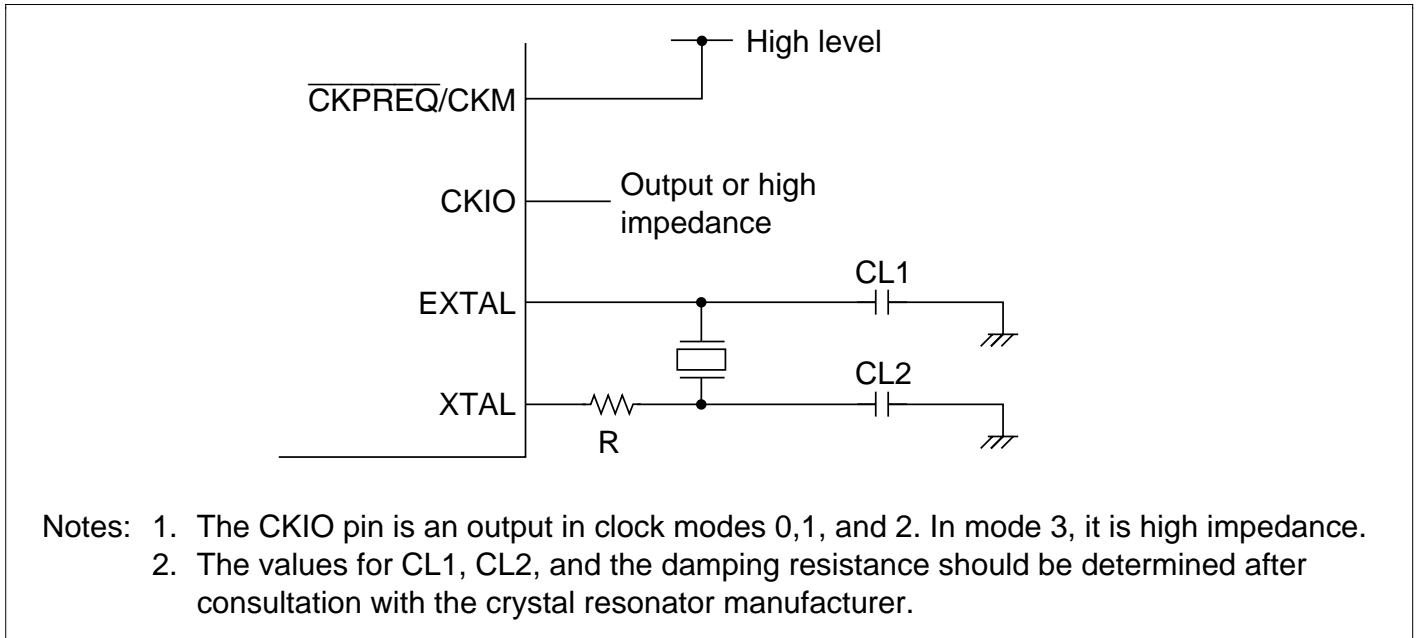 High level
CKPREQ/CKM
CKIO
Output or high
impedance
EXTAL
CL1
XTAL
CL2
R
Notes: 1. The CKIO pin is an output in clock modes 0,1, and 2. In mode 3, it is high impedance.
2. The values for CL1, CL2, and the damping resistance should be determined after
consultation with the crystal resonator manufacturer.